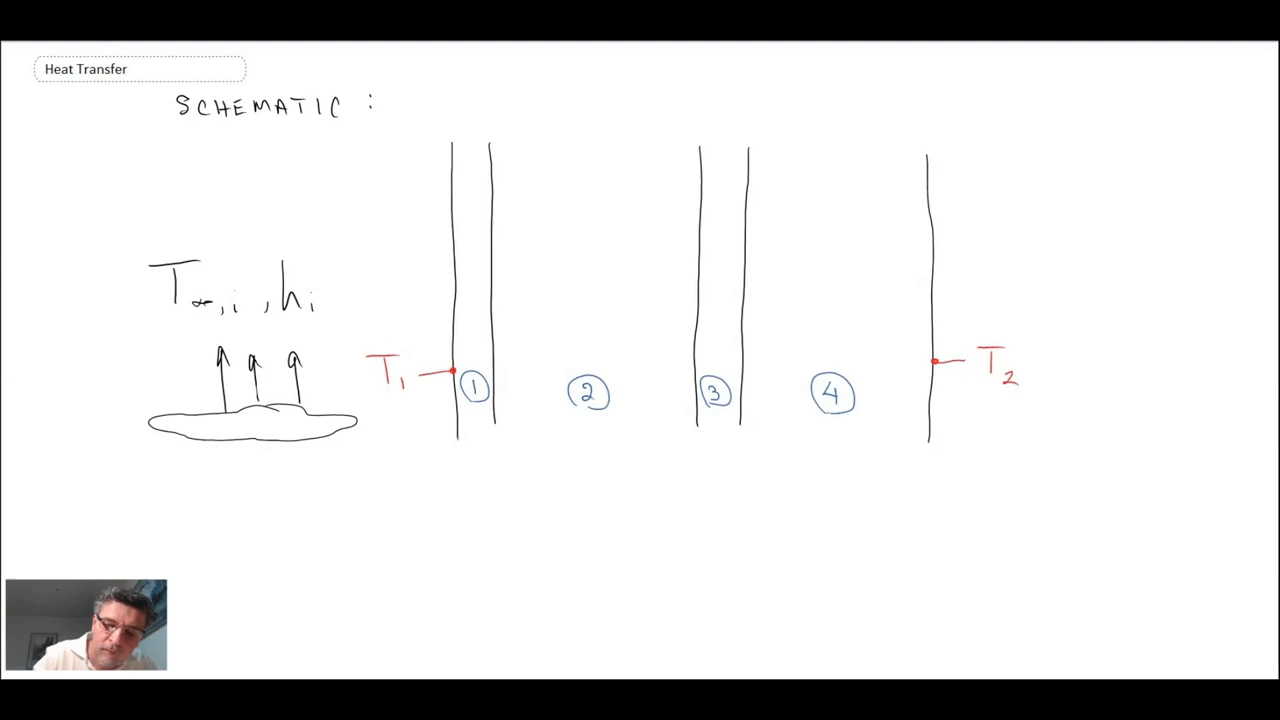 Heat Transfer
SCHEMATIC :
T∞,i , hi
T1
1
2
3
4
T2